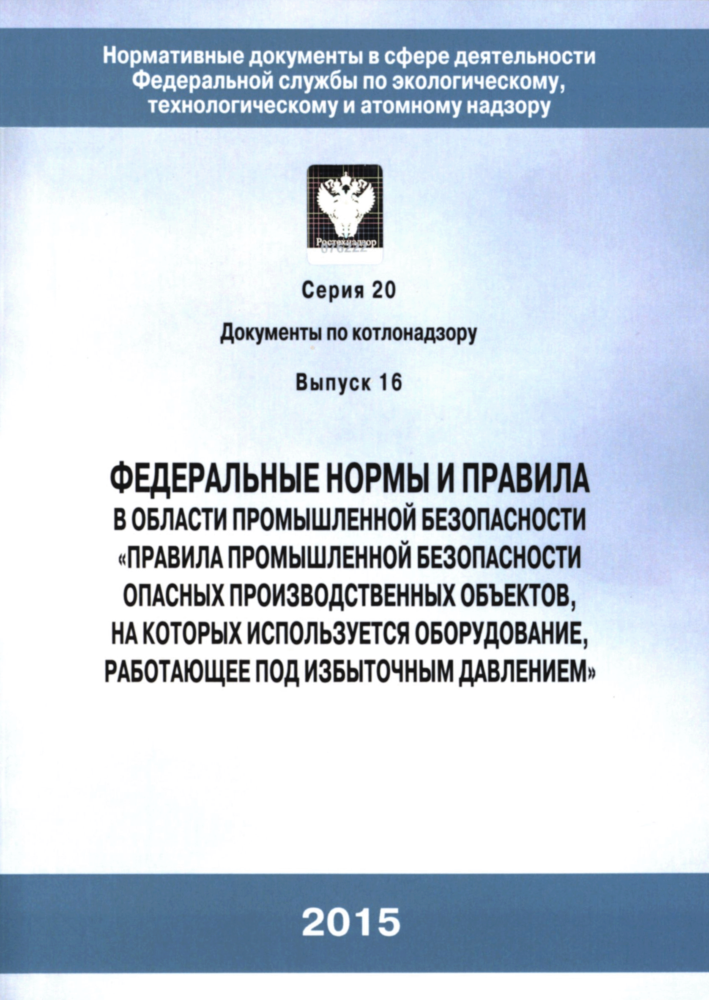 Нормативные документы в сфере деятельности
Федеральной службы по экологическому,
технологическому и атомному надзору
Ростехнадзор
Серия 20
Документы по котлонадзору
Выпуск 16
ФЕДЕРАЛЬНЫЕ НОРМЫ И ПРАВИЛА
В ОБЛАСТИ ПРОМЫШЛЕННОЙ БЕЗОПАСНОСТИ
«ПРАВИЛА ПРОМЫШЛЕННОЙ БЕЗОПАСНОСТИ
ОПАСНЫХ ПРОИЗВОДСТВЕННЫХ ОБЪЕКТОВ,
НА КОТОРЫХ ИСПОЛЬЗУЕТСЯ ОБОРУДОВАНИЕ,
РАБОТАЮЩЕЕ ПОД ИЗБЫТОЧНЫМ ДАВЛЕНИЕМ»
2015